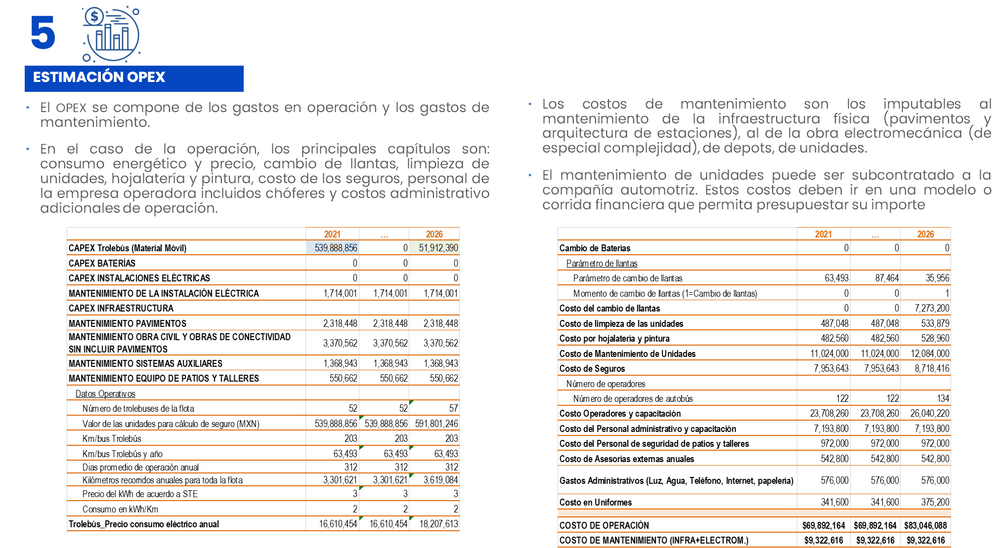 5
$
ESTIMACIÓN OPEX
• El OPEX se compone de los gastos en operación y los gastos de
mantenimiento.
• En el caso de la operación, los principales capítulos son:
consumo energético y precio, cambio de llantas, limpieza de
unidades, hojalatería y pintura, costo de los seguros, personal de
la empresa operadora incluidos chóferes y costos administrativo
adicionales de operación.
• Los costos de mantenimiento son los imputables al
mantenimiento de la infraestructura física (pavimentos y
arquitectura de estaciones), al de la obra electromecánica (de
especial complejidad), de depots, de unidades.
• El mantenimiento de unidades puede ser subcontratado a la
compañía automotriz. Estos costos deben ir en una modelo o
corrida financiera que permita presupuestar su importe
2021 ... 2026
CAPEX Trolebús (Material Móvil) 539,888,856 0 51,912,390
CAPEX BATERÍAS 0 0 0
CAPEX INSTALACIONES ELÉCTRICAS 0 0 0
MANTENIMIENTO DE LA INSTALACIÓN ELÉCTRICA 1,714,001 1,714,001 1,714,001
CAPEX INFRAESTRUCTURA
MANTENIMIENTO PAVIMENTOS 2,318,448 2,318,448 2,318,448
MANTENIMIENTO OBRA CIVIL Y OBRAS DE CONECTIVIDAD
SIN INCLUIR PAVIMENTOS 3,370,562 3,370,562 3,370,562
MANTENIMIENTO SISTEMAS AUXILIARES 1,368,943 1,368,943 1,368,943
MANTENIMIENTO EQUIPO DE PATIOS Y TALLERES 550,662 550,662 550,662
Datos Operativos
Número de trolebuses de la flota 52 52 57
Valor de las unidades para cálculo de seguro (MXN) 539,888,856 539,888,856 591,801,246
Km/bus Trolebús 203 203 203
Km/bus Trolebús y año 63,493 63,493 63,493
Dias promedio de operación anual 312 312 312
Kilómetros recorridos anuales para toda la flota 3,301,621 3,301,621 3,619,084
Precio del kWh de acuerdo a STE 3 3 3
Consumo en kWh/Km 2 2 2
Trolebús_Precio consumo eléctrico anual 16,610,454 16,610,454 18,207,613
2021 ... 2026
Cambio de Baterías 0 0 0
Parámetro de llantas
Parámetro de cambio de llantas 63,493 87,464 35,956
Momento de cambio de llantas (1=Cambio de llantas) 0 0 1
Costo del cambio de llantas 0 0 7,273,200
Costo de limpieza de las unidades 487,048 487,048 533,879
Costo por hojalatería y pintura 482,560 482,560 528,960
Costo de Mantenimiento de Unidades 11,024,000 11,024,000 12,084,000
Costo de Seguros 7,953,643 7,953,643 8,718,416
Número de operadores
Número de operadores de autobús 122 122 134
Costo Operadores y capacitación 23,708,260 23,708,260 26,040,220
Costo del Personal administrativo y capacitación 7,193,800 7,193,800 7,193,800
Costo del Personal de seguridad de patios y talleres 972,000 972,000 972,000
Costo de Asesorías externas anuales 542,800 542,800 542,800
Gastos Administrativos (Luz, Agua, Teléfono, Internet, papelería) 576,000 576,000 576,000
Costo en Uniformes 341,600 341,600 375,200
COSTO DE OPERACIÓN $69,892,164 $69,892,164 $83,046,088
COSTO DE MANTENIMIENTO (INFRA+ELECTROM.) $9,322,616 $9,322,616 $9,322,616